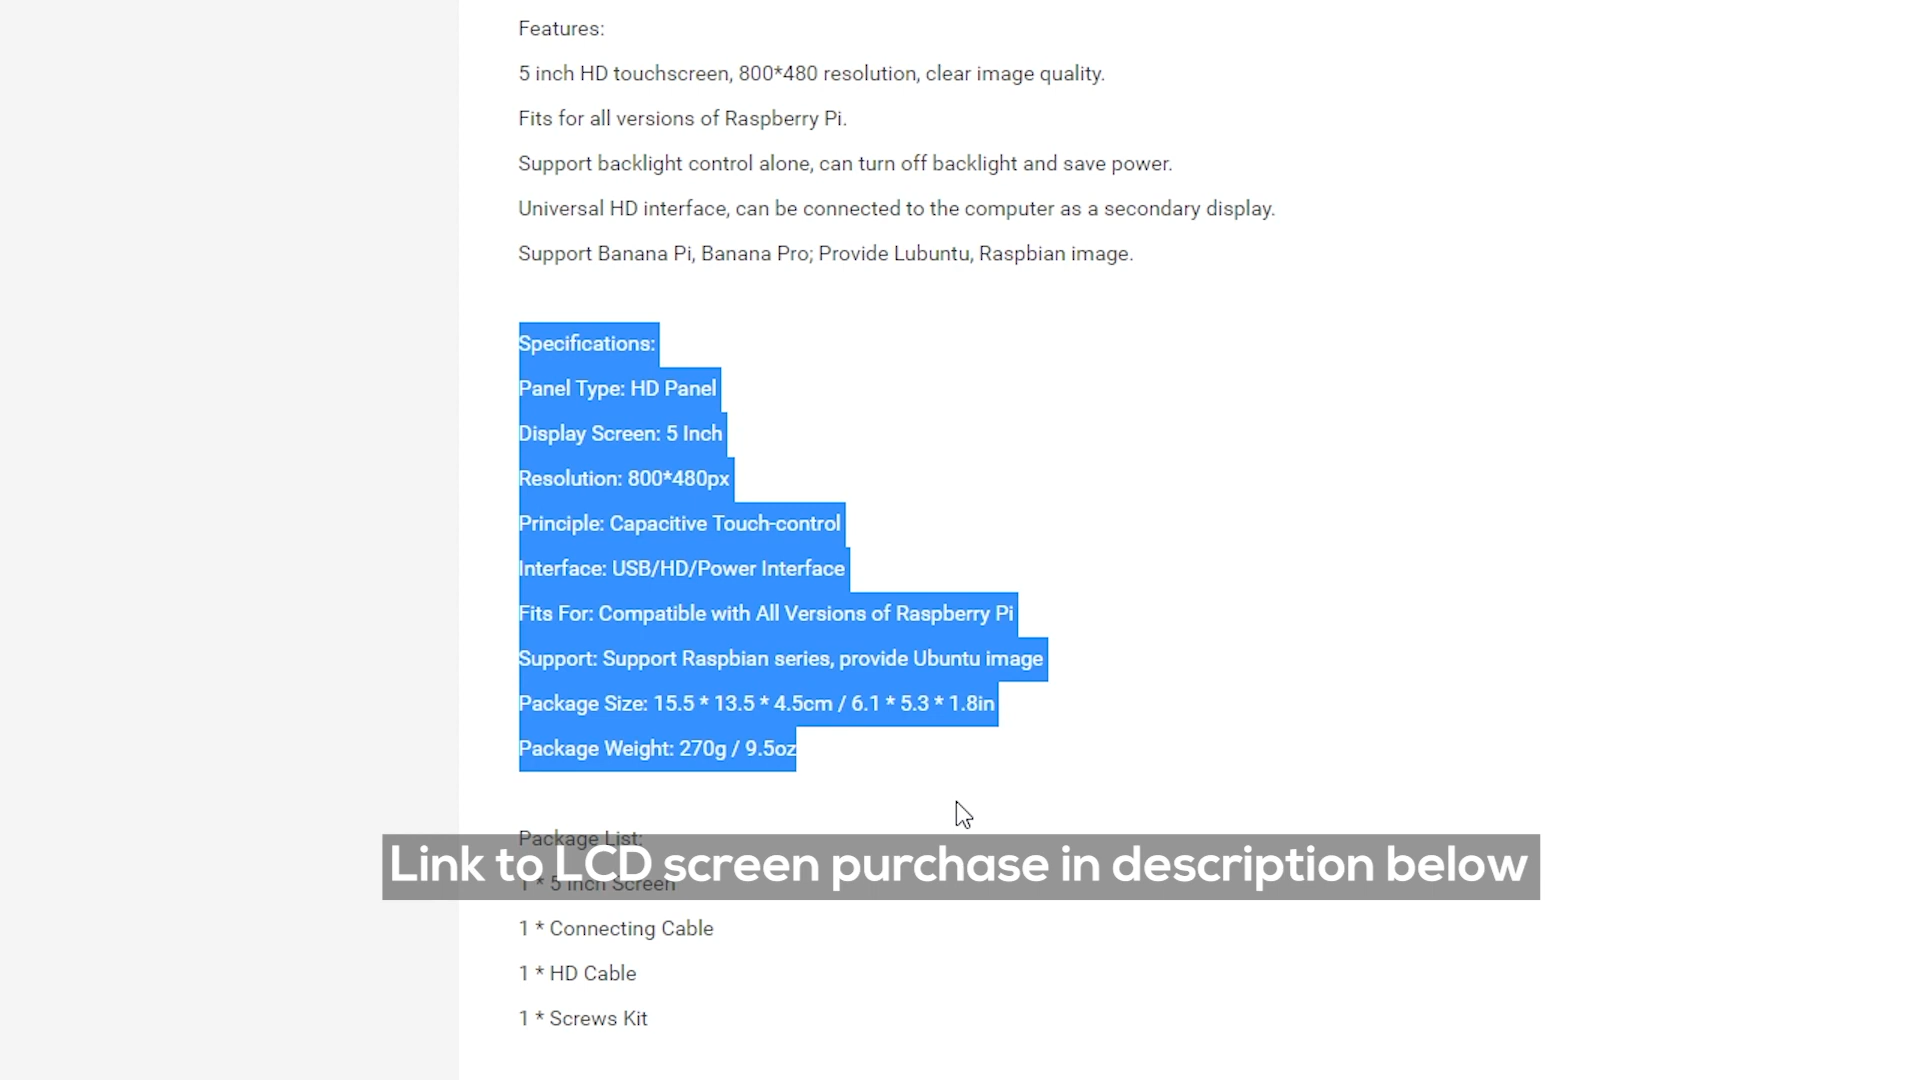 Features:
5 inch HD touchscreen, 800*480 resolution, clear image quality.
Fits for all versions of Raspberry Pi.
Support backlight control alone, can turn off backlight and save power.
Universal HD interface, can be connected to the computer as a secondary display.
Support Banana Pi, Banana Pro; Provide Lubuntu, Raspbian image.
Specifications:
Panel Type: HD Panel
Display Screen: 5 Inch
Resolution: 800*480px
Principle: Capacitive Touch-control
Interface: USB/HD/Power Interface
Fits For: Compatible with All Versions of Raspberry Pi
Support: Support Raspbian series, provide Ubuntu image
Package Size: 15.5 * 13.5 * 4.5cm / 6.1 * 5.3 * 1.8in
Package Weight: 270g / 9.5oz
Package List:
Link to LCD screen purchase in description below
1 * 5 Inch Screen
1 * Connecting Cable
1 * HD Cable
1 * Screws Kit